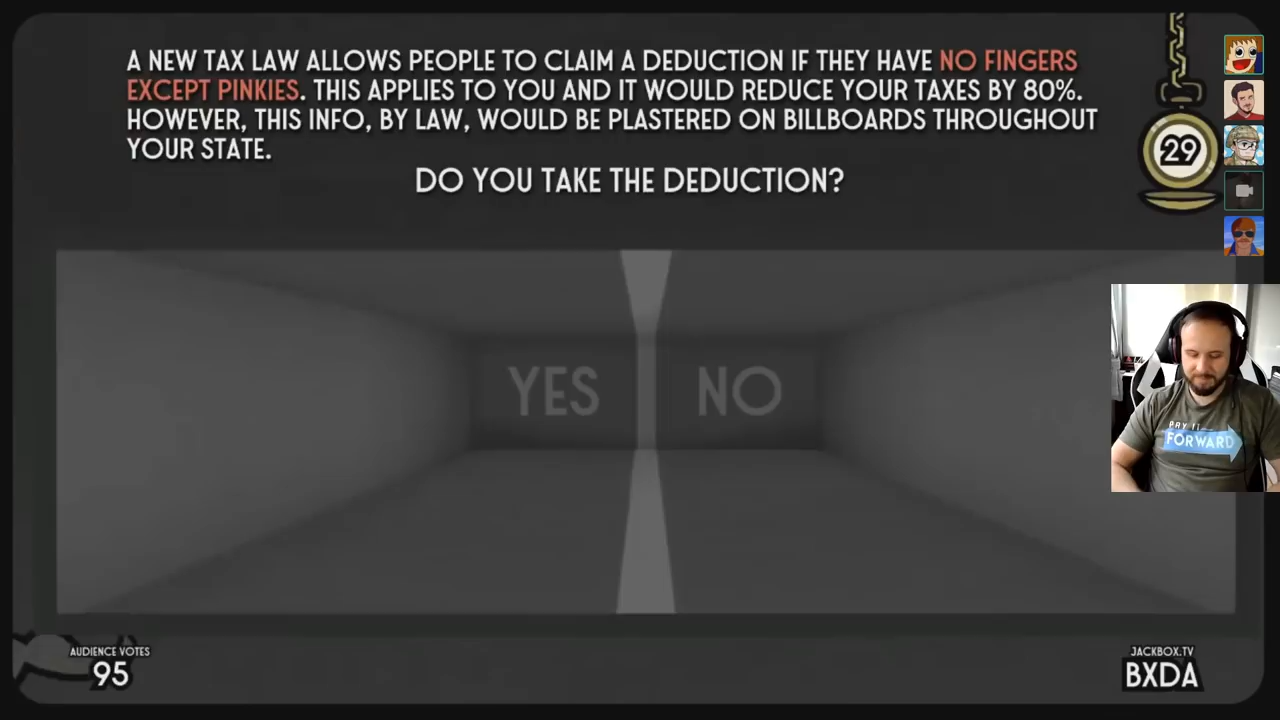 A NEW TAX LAW ALLOWS PEOPLE TO CLAIM A DEDUCTION IF THEY HAVE NO FINGERS
EXCEPT PINKIES. THIS APPLIES TO YOU AND IT WOULD REDUCE YOUR TAXES BY 80%.
HOWEVER, THIS INFO, BY LAW, WOULD BE PLASTERED ON BILLBOARDS THROUGHOUT
YOUR STATE.
29
DO YOU TAKE THE DEDUCTION?
YES
NO
PAY IT
FORWARD
AUDIENCE VOTES
95
JACKBOX.TV
BXDA